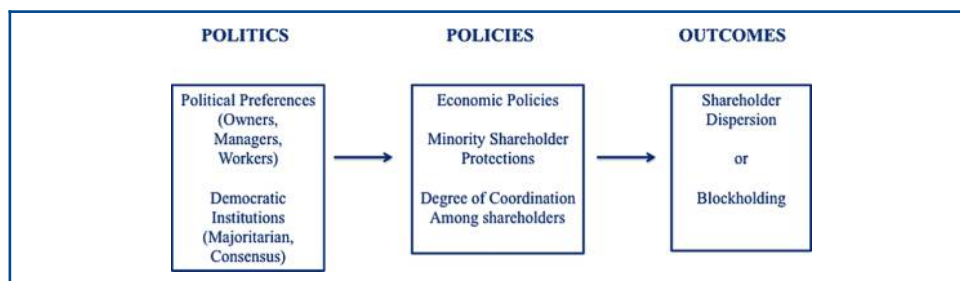 POLITICS
POLICIES
OUTCOMES
Political Preferences
(Owners,
Managers,
Workers)
Democratic
Institutions
(Majoritarian,
Consensus)
Economic Policies
Minority Shareholder
Protections
Degree of Coordination
Among shareholders
Shareholder
Dispersion
or
Blockholding